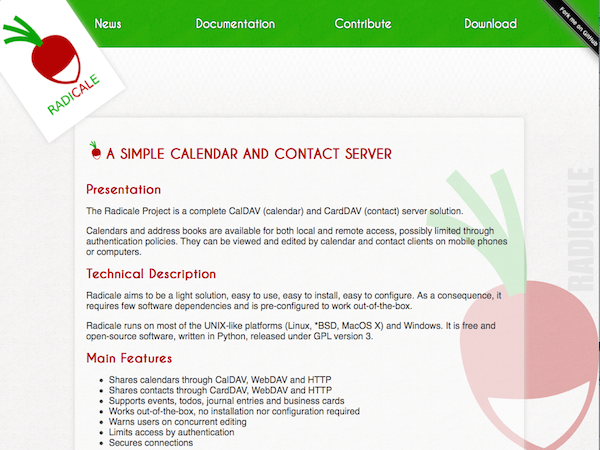 News
Documentation
Contribute
Download
Fork me on GitHub
RADICALE
A SIMPLE CALENDAR AND CONTACT SERVER
Presentation
The Radicale Project is a complete CalDAV (calendar) and CardDAV (contact) server solution.
Calendars and address books are available for both local and remote access, possibly limited through
authentication policies. They can be viewed and edited by calendar and contact clients on mobile phones
or computers.
Technical Description
Radicale aims to be a light solution, easy to use, easy to install, easy to configure. As a consequence, it
requires few software dependencies and is pre-configured to work out-of-the-box.
Radicale runs on most of the UNIX-like platforms (Linux, *BSD, MacOS X) and Windows. It is free and
open-source software, written in Python, released under GPL version 3.
Main Features
Shares calendars through CalDAV, WebDAV and HTTP
Shares contacts through CardDAV, WebDAV and HTTP
Supports events, todos, journal entries and business cards
Works out-of-the-box, no installation nor configuration required
Warns users on concurrent editing
Limits access by authentication
Secures connections
RADICALE